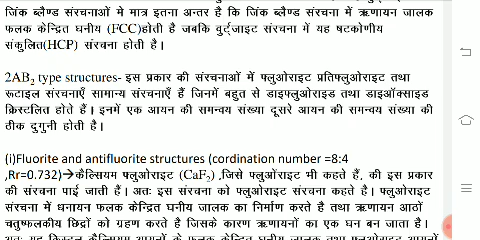 जिंक ब्लैण्ड संरचनाओं मे मात्र इतना अन्तर है कि जिंक ब्लैण्ड संरचना में ऋणायन जालक
फलक केन्द्रित घनीय (FCC)होती है जबकि वुर्ट्जाइट संरचना में यह षटकोणीय
संकुलित(HCP) संरचना होती है।
2AB₂ type structures- इस प्रकार की संरचनाओं में फ्लुओराइट प्रतिफ्लुओराइट तथा
रूटाइल संरचनाएँ सामान्य संरचनाएँ हैं जिनमें बहुत से डाइफ्लुओराइड तथा डाइऑक्साइड
क्रिस्टलित होते हैं। इनमें एक आयन की समन्वय संख्या दूसरे आयन की समन्वय संख्या की
ठीक दुगुनी होती है।
(i)Fluorite and antifluorite structures (cordination number =8:4
,Rr=0.732)→कैल्सियम फ्लुओराइट (CaF₂) ,जिसे फ्लुओराइट भी कहते हैं, की इस प्रकार
की संरचना पाई जाती हैं। अतः इस संरचना को फ्लुओराइट संरचना कहते है। फ्लुओराइट
संरचना में धनायन फलक केन्द्रित घनीय जालक का निर्माण करते है तथा ऋणायन आठों
चतुष्फलकीय छिद्रों को ग्रहण करते है जिसके कारण ऋणायनों का एक घन बन जाता है।